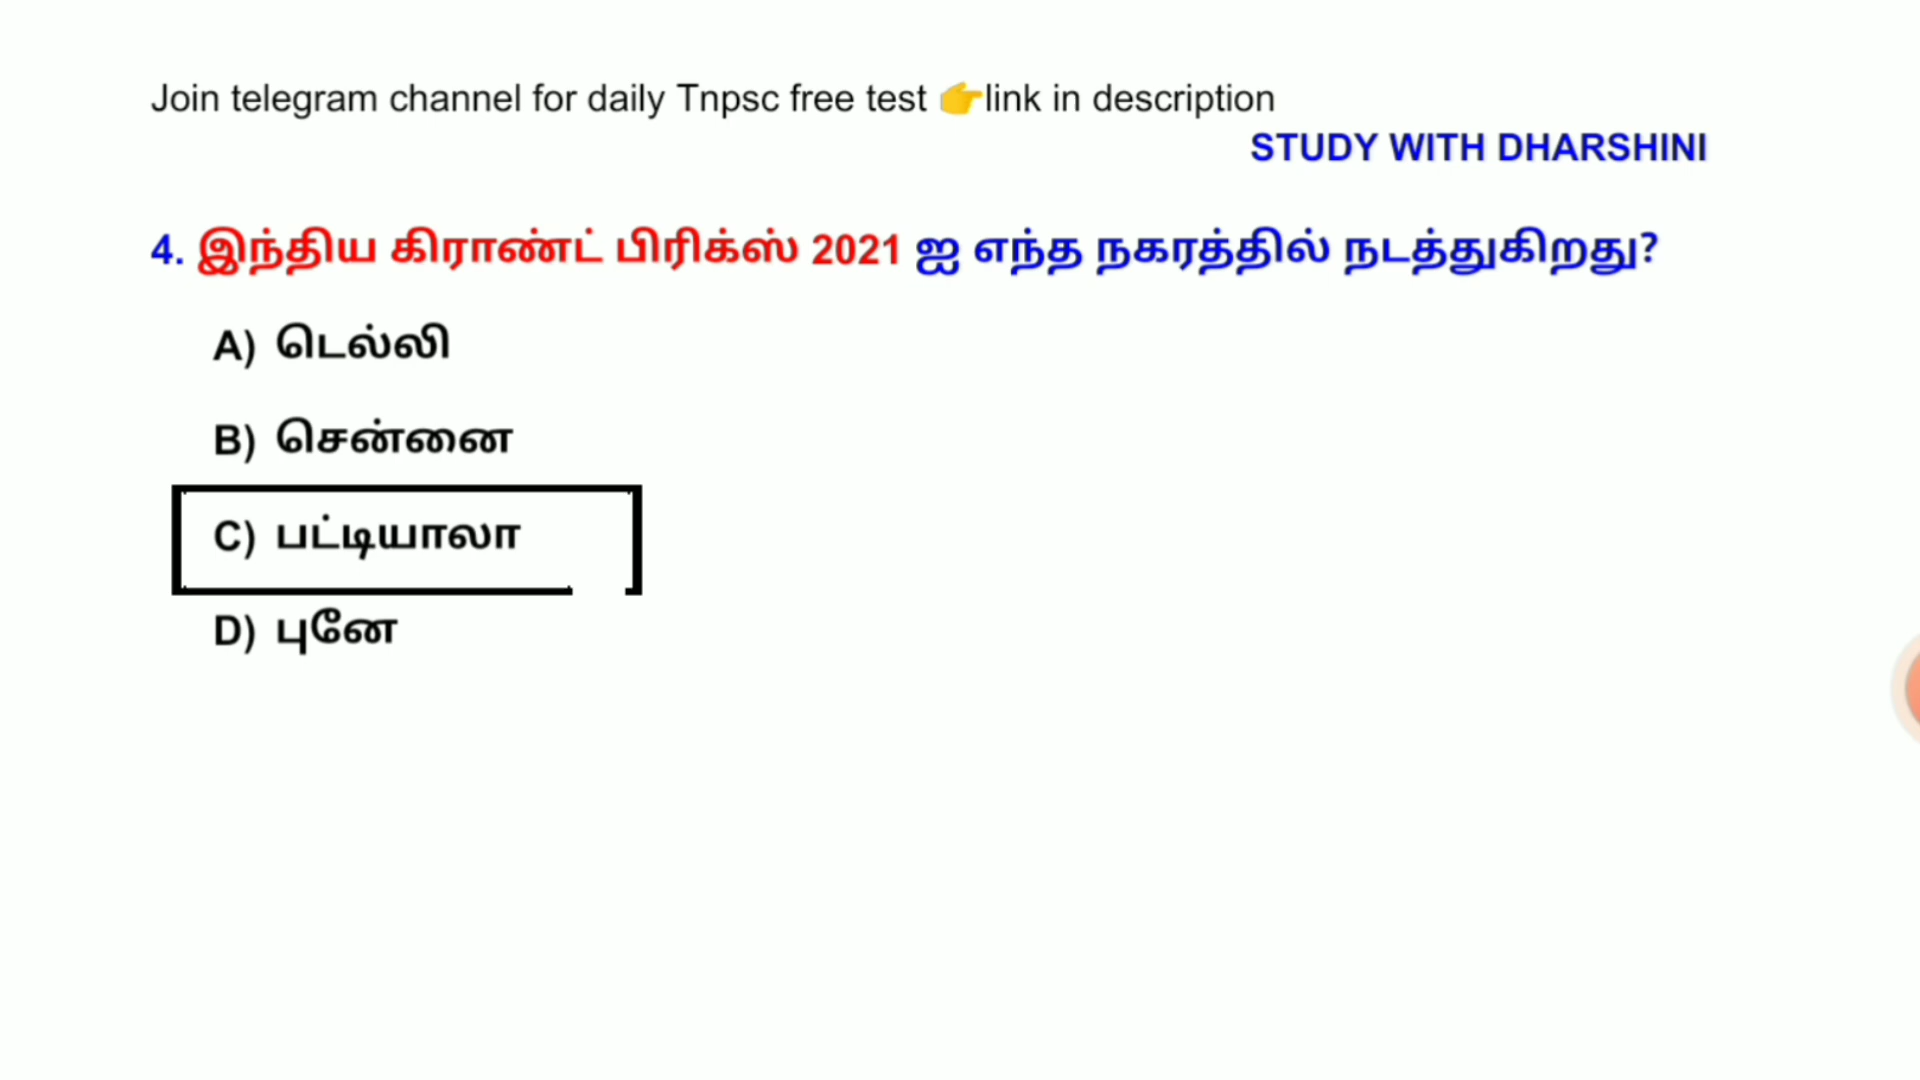 Join telegram channel for daily Tnpsc free test 👉link in description
STUDY WITH DHARSHINI
4. இந்திய கிராண்ட் பிரிக்ஸ் 2021 ஐ எந்த நகரத்தில் நடத்துகிறது?
A) டெல்லி
B) சென்னை
C) பட்டியாலா
D) புனே